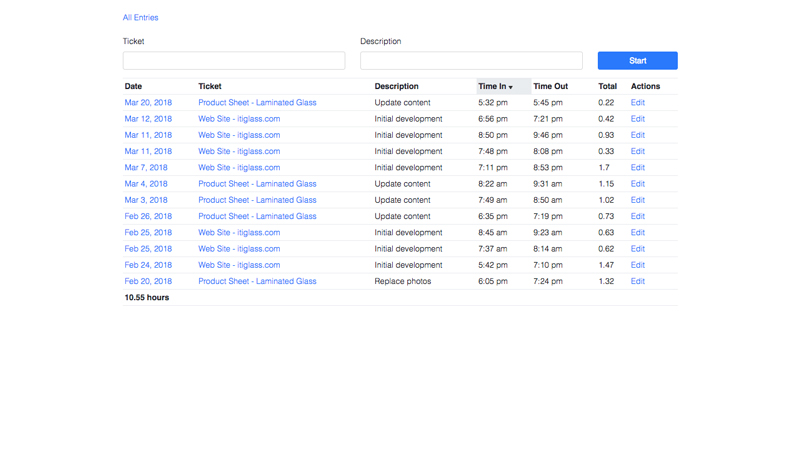 All Entries
Ticket Description
Start
Date Ticket Description Time In ▾ Time Out Total Actions
Mar 20, 2018 Product Sheet - Laminated Glass Update content 5:32 pm 5:45 pm 0.22 Edit
Mar 12, 2018 Web Site - itiglass.com Initial development 6:56 pm 7:21 pm 0.42 Edit
Mar 11, 2018 Web Site - itiglass.com Initial development 8:50 pm 9:46 pm 0.93 Edit
Mar 11, 2018 Web Site - itiglass.com Initial development 7:48 pm 8:08 pm 0.33 Edit
Mar 7, 2018 Web Site - itiglass.com Initial development 7:11 pm 8:53 pm 1.7 Edit
Mar 4, 2018 Product Sheet - Laminated Glass Update content 8:22 am 9:31 am 1.15 Edit
Mar 3, 2018 Product Sheet - Laminated Glass Update content 7:49 am 8:50 am 1.02 Edit
Feb 26, 2018 Product Sheet - Laminated Glass Update content 6:35 pm 7:19 pm 0.73 Edit
Feb 25, 2018 Web Site - itiglass.com Initial development 8:45 am 9:23 am 0.63 Edit
Feb 25, 2018 Web Site - itiglass.com Initial development 7:37 am 8:14 am 0.62 Edit
Feb 24, 2018 Web Site - itiglass.com Initial development 5:42 pm 7:10 pm 1.47 Edit
Feb 20, 2018 Product Sheet - Laminated Glass Replace photos 6:05 pm 7:24 pm 1.32 Edit
10.55 hours